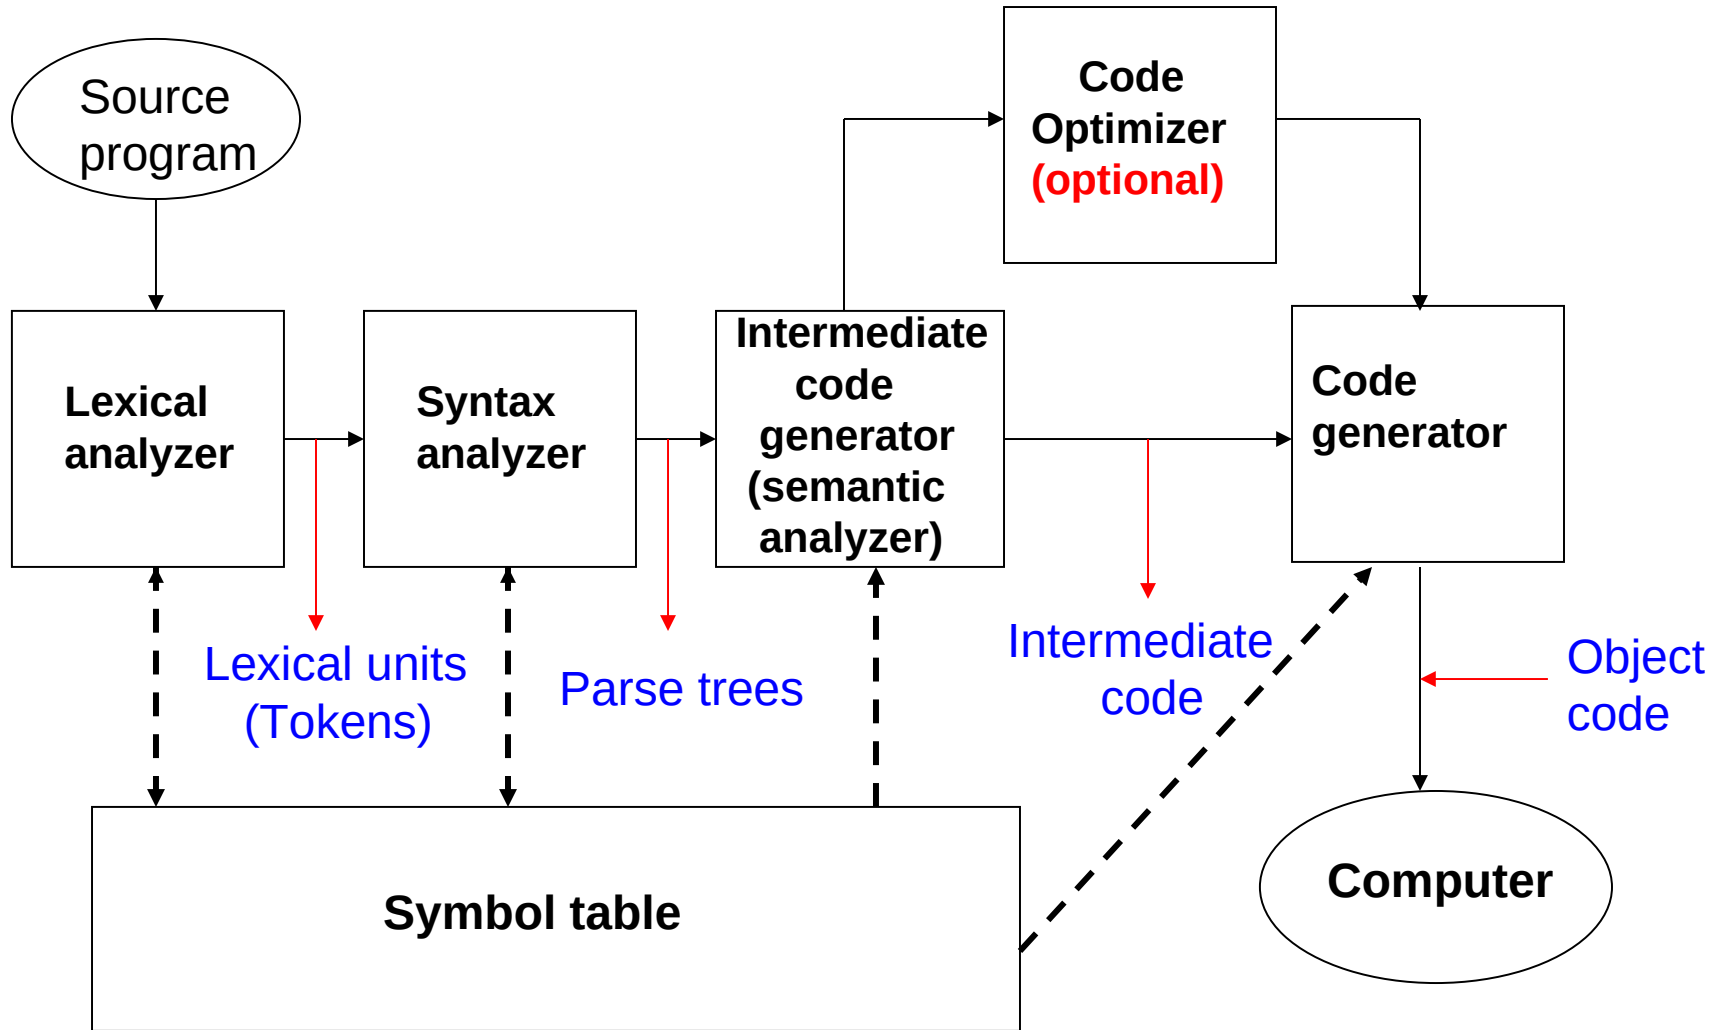 Source
program
Code
Optimizer
(optional)
Lexical
analyzer
Syntax
analyzer
Intermediate
code
generator
(semantic
analyzer)
Code
generator
Lexical units
(Tokens)
Parse trees
Intermediate
code
Object
code
Symbol table
Computer